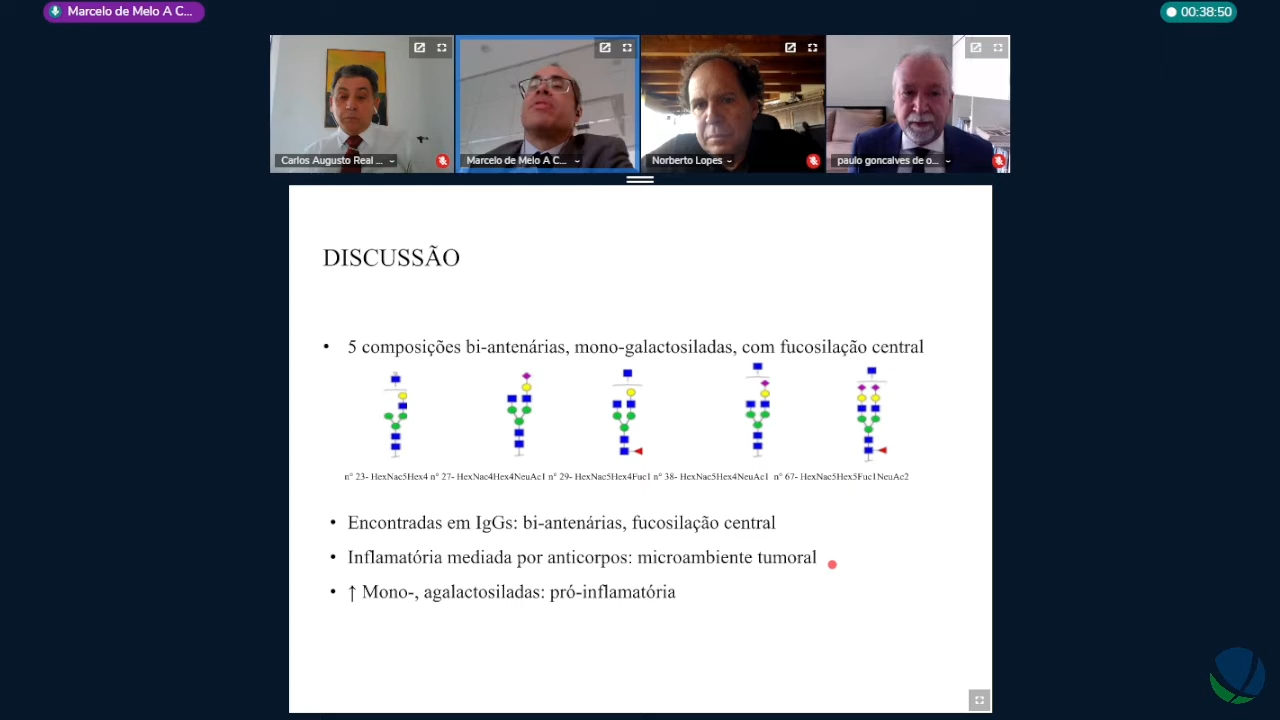 Marcelo de Melo A C...
00:38:50
Carlos Augusto Real ...
Marcelo de Melo A C...
Norberto Lopes
paulo goncalves de o...
DISCUSSÃO
• 5 composições bi-antenárias, mono-galactosiladas, com fucosilação central
n° 23- HexNac5Hex4 n° 27- HexNac4Hex4NeuAc1 n° 29- HexNac5Hex4Fuc1 n° 38- HexNac5Hex4NeuAc1 n° 67- HexNac5Hex5Fuc1NeuAc2
• Encontradas em IgGs: bi-antenárias, fucosilação central
• Inflamatória mediada por anticorpos: microambiente tumoral
• ↑ Mono-, agalactosiladas: pró-inflamatória